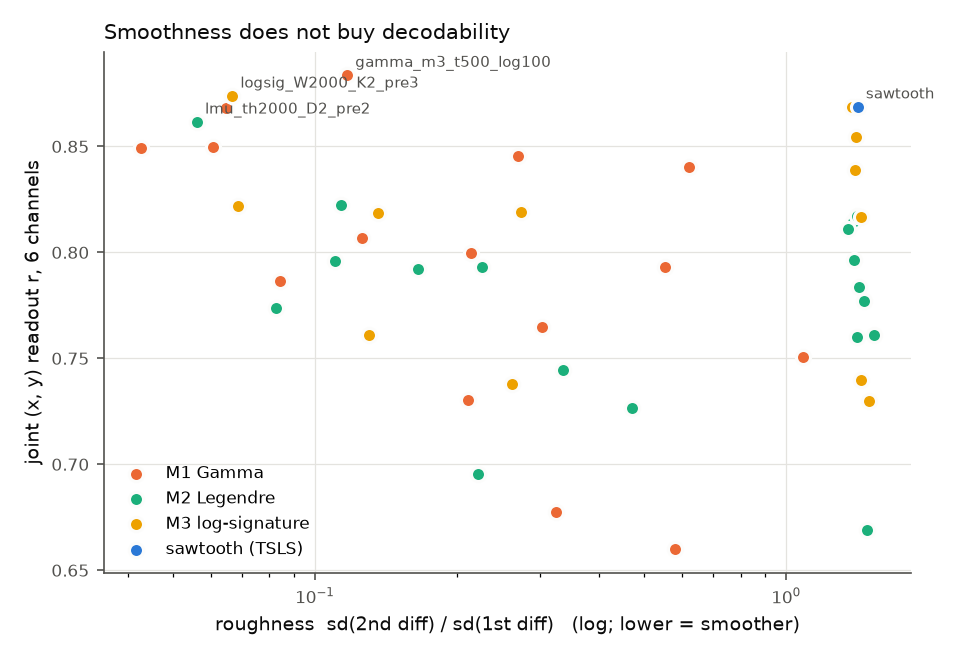 Smoothness does not buy decodability
gamma_m3_t500_log100
logsig_W2000_K2_pre3
lmu_th2000_D2_pre2
sawtooth
joint (x, y) readout r, 6 channels
0.85
0.80
0.75
0.70
0.65
M1 Gamma
M2 Legendre
M3 log-signature
sawtooth (TSLS)
10⁻¹
10⁰
roughness sd(2nd diff) / sd(1st diff) (log; lower = smoother)